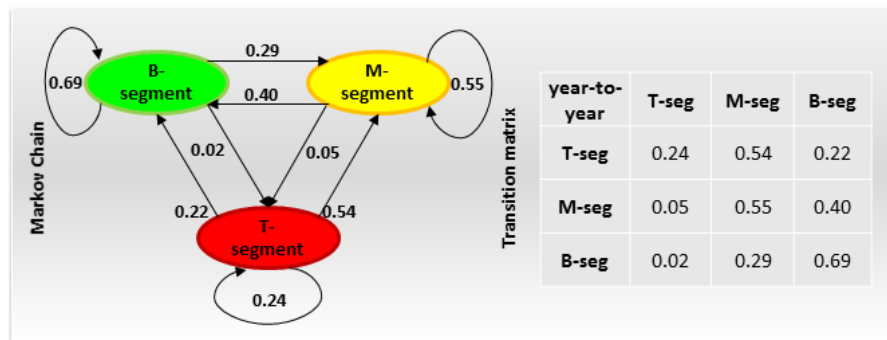 Markov Chain
0.69
B-
segment
0.29
0.40
M-
segment
0.55
0.02
0.05
0.22
0.54
T-
segment
0.24
Transition matrix
year-to-
year T-seg M-seg B-seg
T-seg 0.24 0.54 0.22
M-seg 0.05 0.55 0.40
B-seg 0.02 0.29 0.69